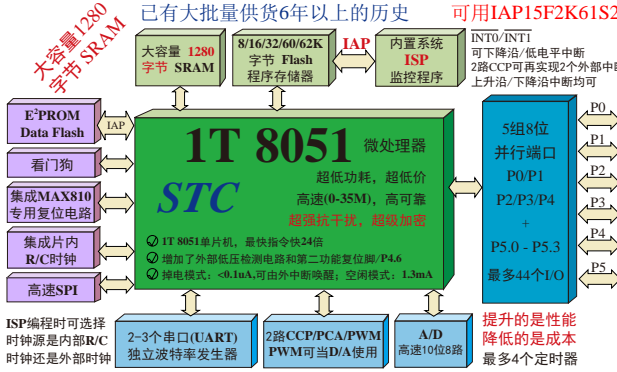 大容量1280
字节 SRAM
已有大批量供货6年以上的历史
可用IAP15F2K61S2
大容量 1280
字节 SRAM
8/16/32/60/62K
字节 Flash
程序存储器
IAP
内置系统
ISP
监控程序
INT0/INT1
可下降沿/低电平中断
2路CCP可再实现2个外部中断
上升沿/下降沿中断均可
E²PROM
Data Flash
IAP
看门狗
集成MAX810
专用复位电路
集成片内
R/C时钟
高速SPI
1T 8051 微处理器
STC
超低功耗，超低价
高速(0-35M)，高可靠
超强抗干扰，超级加密
1T 8051单片机，最快指令快24倍
增加了外部低压检测电路和第二功能复位脚/P4.6
掉电模式：<0.1uA,可由外中断唤醒；空闲模式：1.3mA
5组8位
并行端口
P0/P1
P2/P3/P4
+
P5.0 - P5.3
最多44个I/O
P0
P1
P2
P3
P4
P5
ISP编程时可选择
时钟源是内部R/C
时钟还是外部时钟
2-3个串口(UART)
独立波特率发生器
2路CCP/PCA/PWM
PWM可当D/A使用
A/D
高速10位8路
提升的是性能
降低的是成本
最多4个定时器